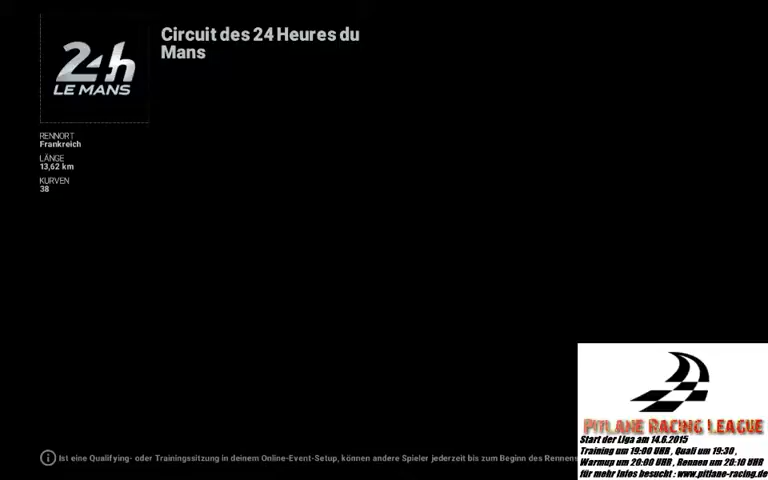 24h
LE MANS
Circuit des 24 Heures du
Mans
RENNORT
Frankreich
LÄNGE
13,62 km
KURVEN
38
Ist eine Qualifying- oder Trainingssitzung in deinem Online-Event-Setup, können andere Spieler jederzeit bis zum Beginn des Rennens
PITLANE RACING LEAGUE
Start der Liga am 14.6.2015
Training um 19:00 UHR , Quali um 19:30 ,
Warmup um 20:00 UHR , Rennen um 20:10 UHR
für mehr Infos besucht : www.pitlane-racing.de